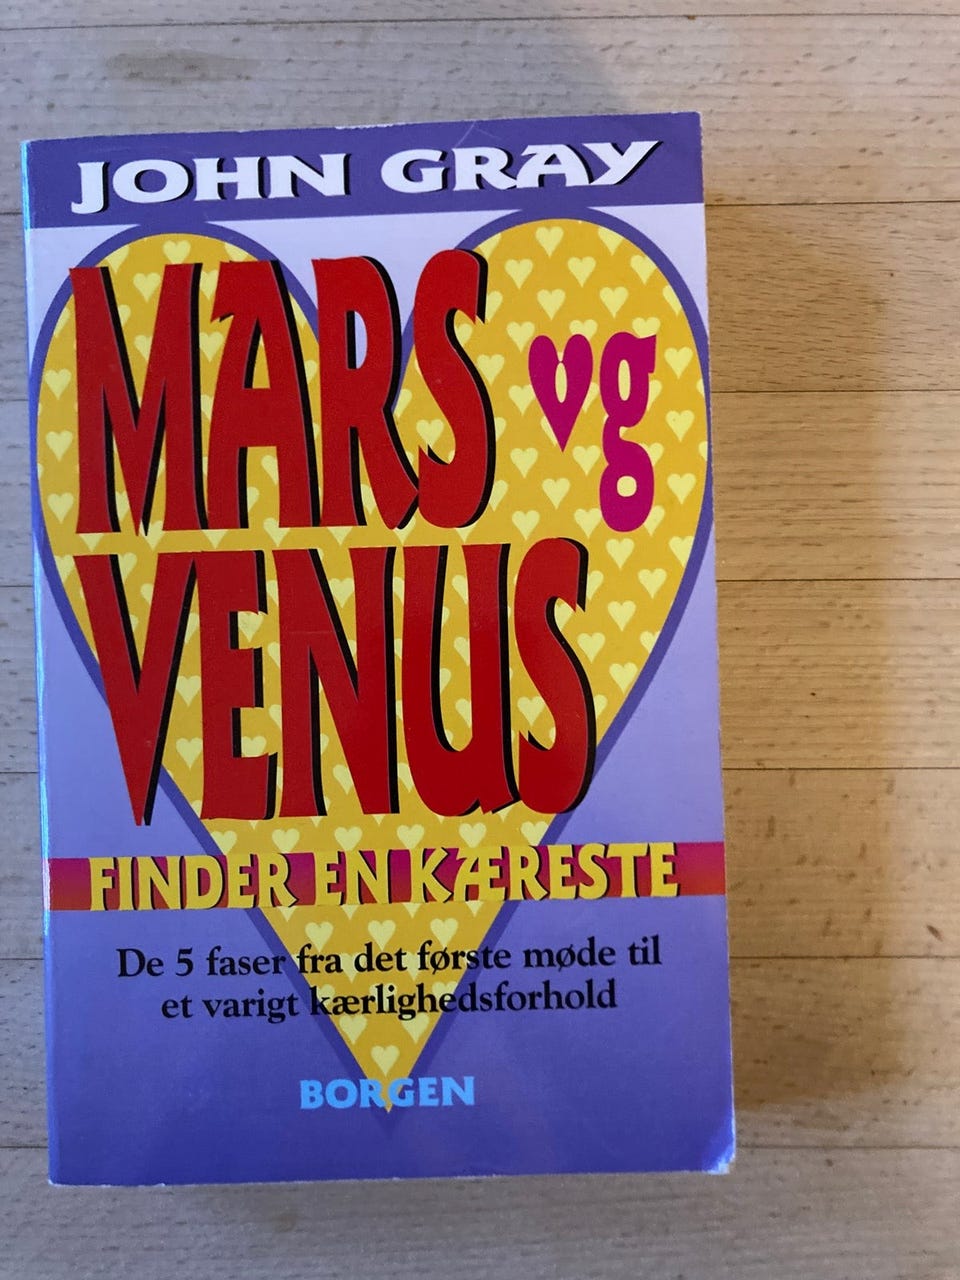 JOHN GRAY
MARS og
VENUS
FINDER EN KÆRESTE
De 5 faser fra det første møde til
et varigt kærlighedsforhold
BORGEN